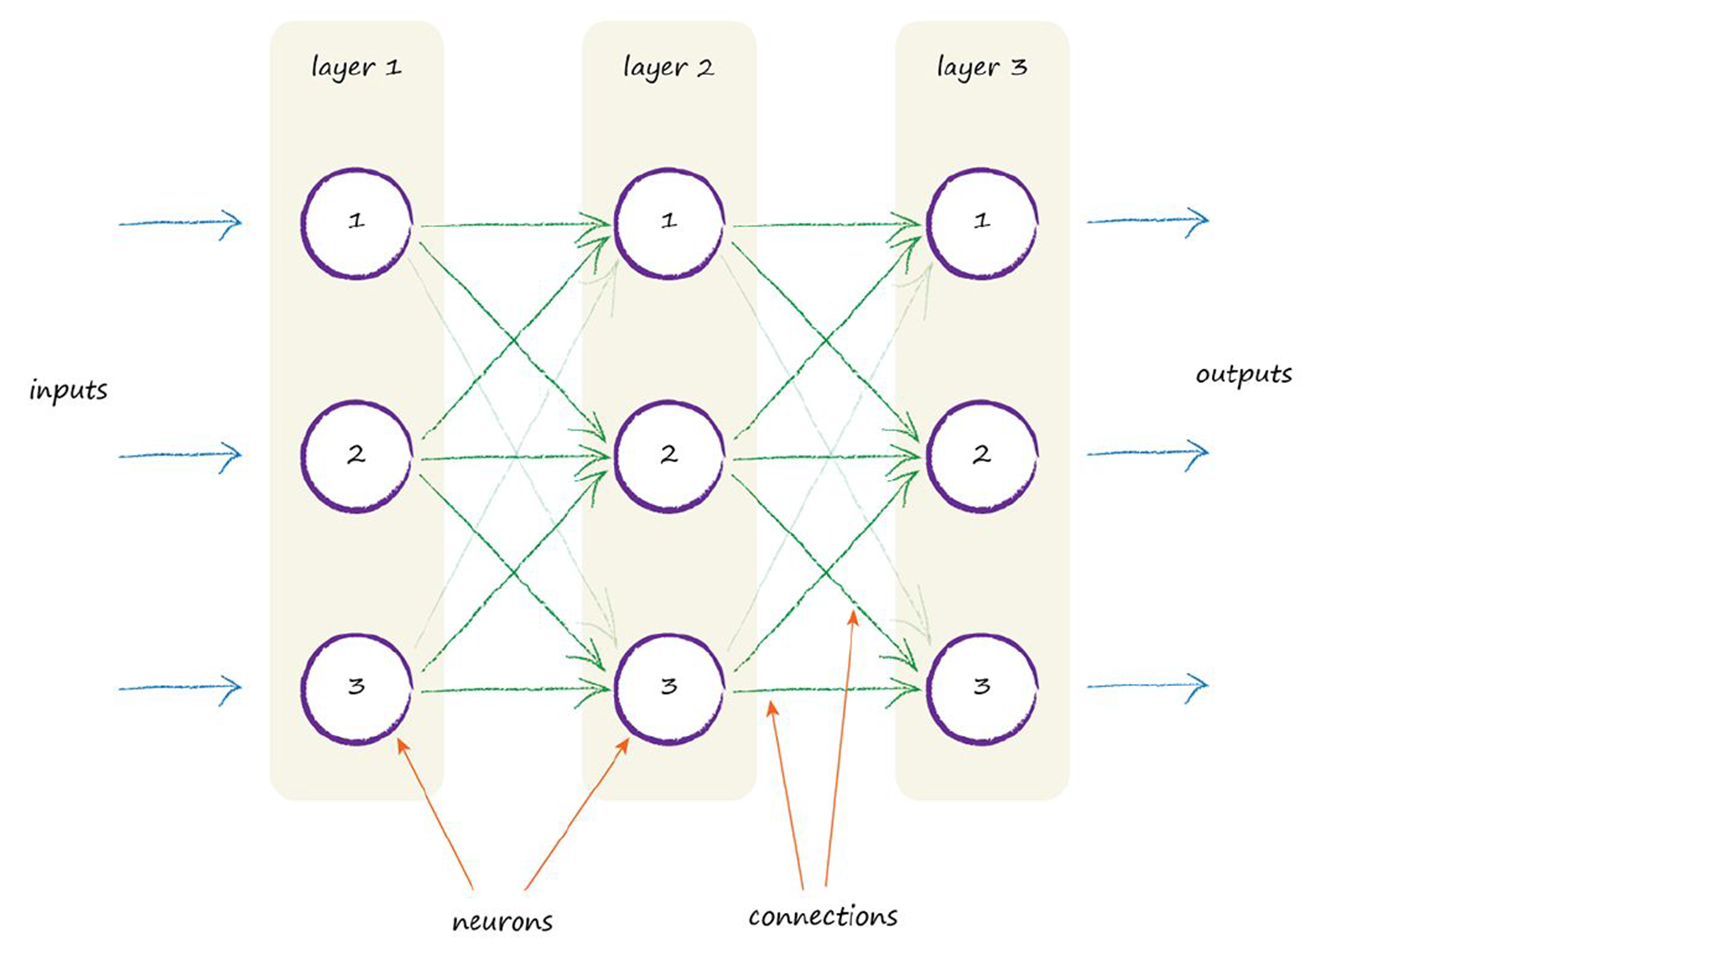 layer 1
layer 2
layer 3
1
1
1
inputs
outputs
2
2
2
3
3
3
neurons
connections